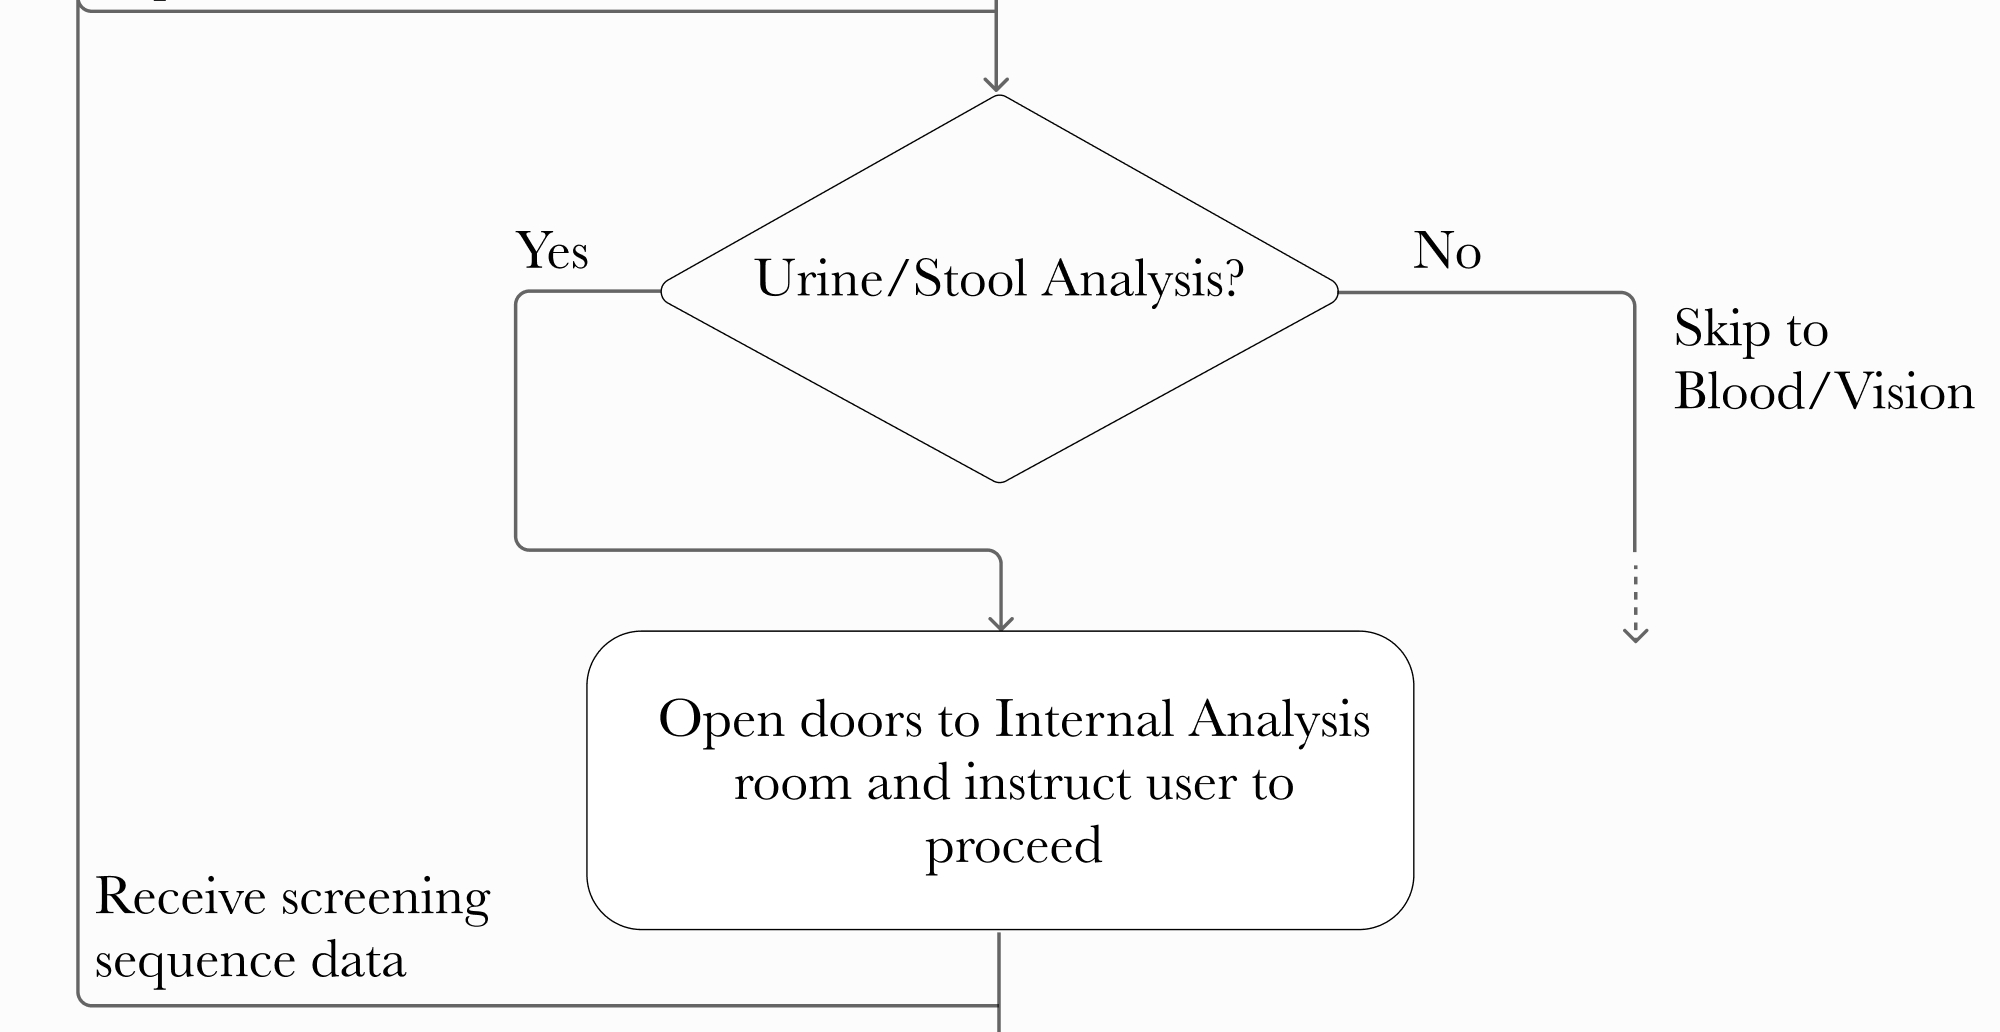 Urine/Stool Analysis?
Yes
No
Skip to
Blood/Vision
Open doors to Internal Analysis
room and instruct user to
proceed
Receive screening
sequence data